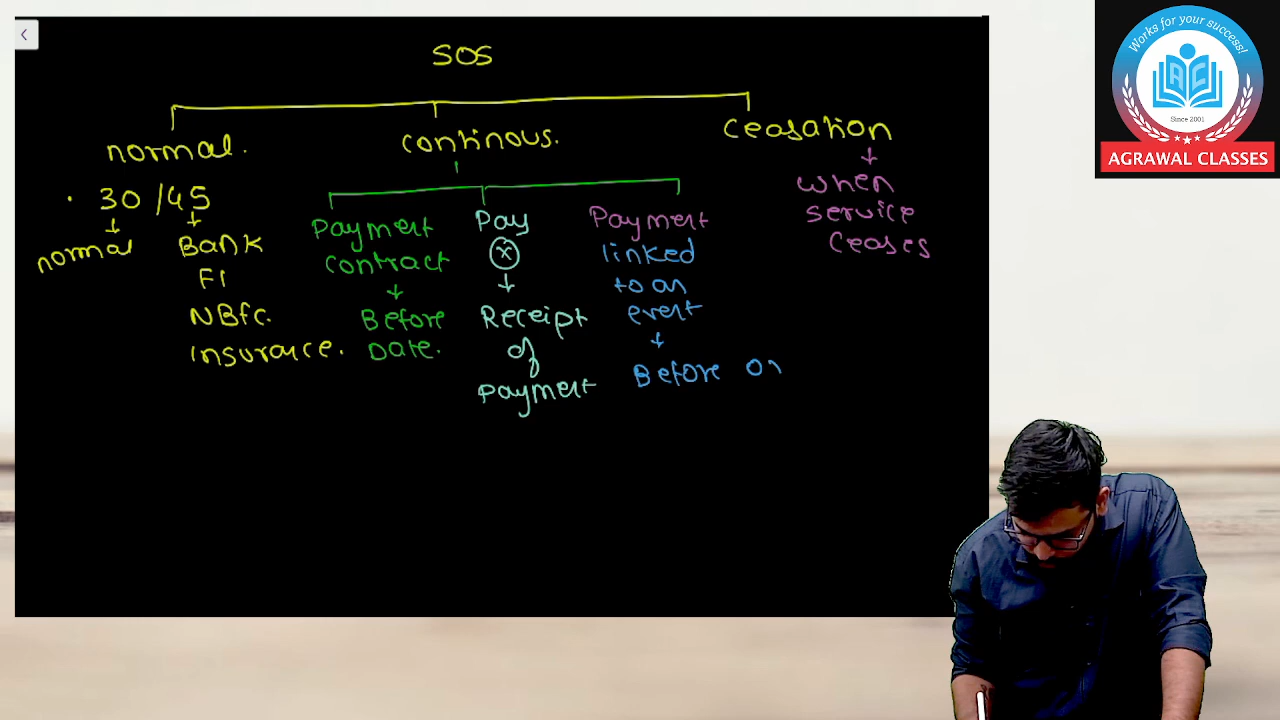 SOS
normal.
continous.
Ceasation
30 / 45
normal
Bank
FI
NBfc.
insurance.
Payment
contract
Before
Date.
Pay
x
Receipt
of
Payment
Payment
linked
to an
event
Before or
when
service
ceases
Works for your success!
AC
Since 2001
AGRAWAL CLASSES